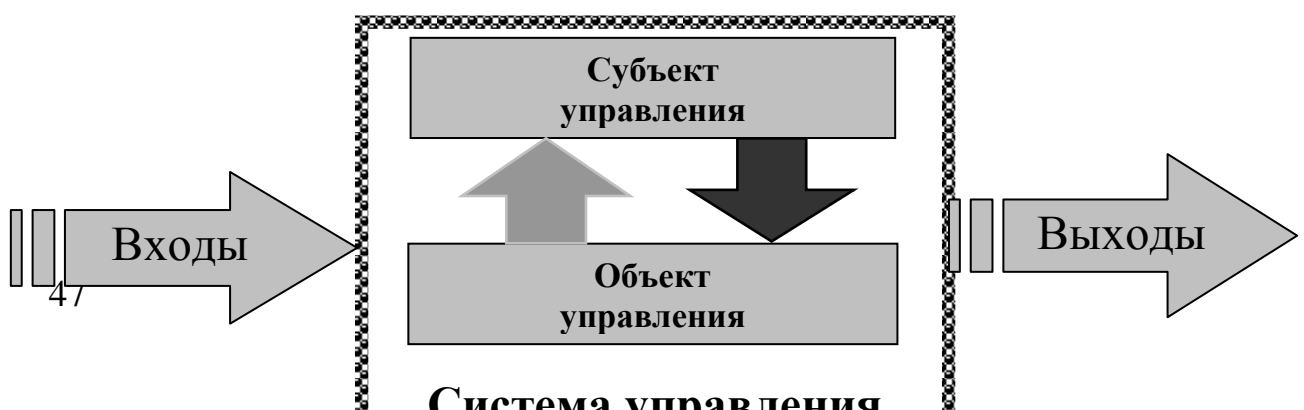 Субъект
управления
Входы
Выходы
47
Объект
управления
Система управления